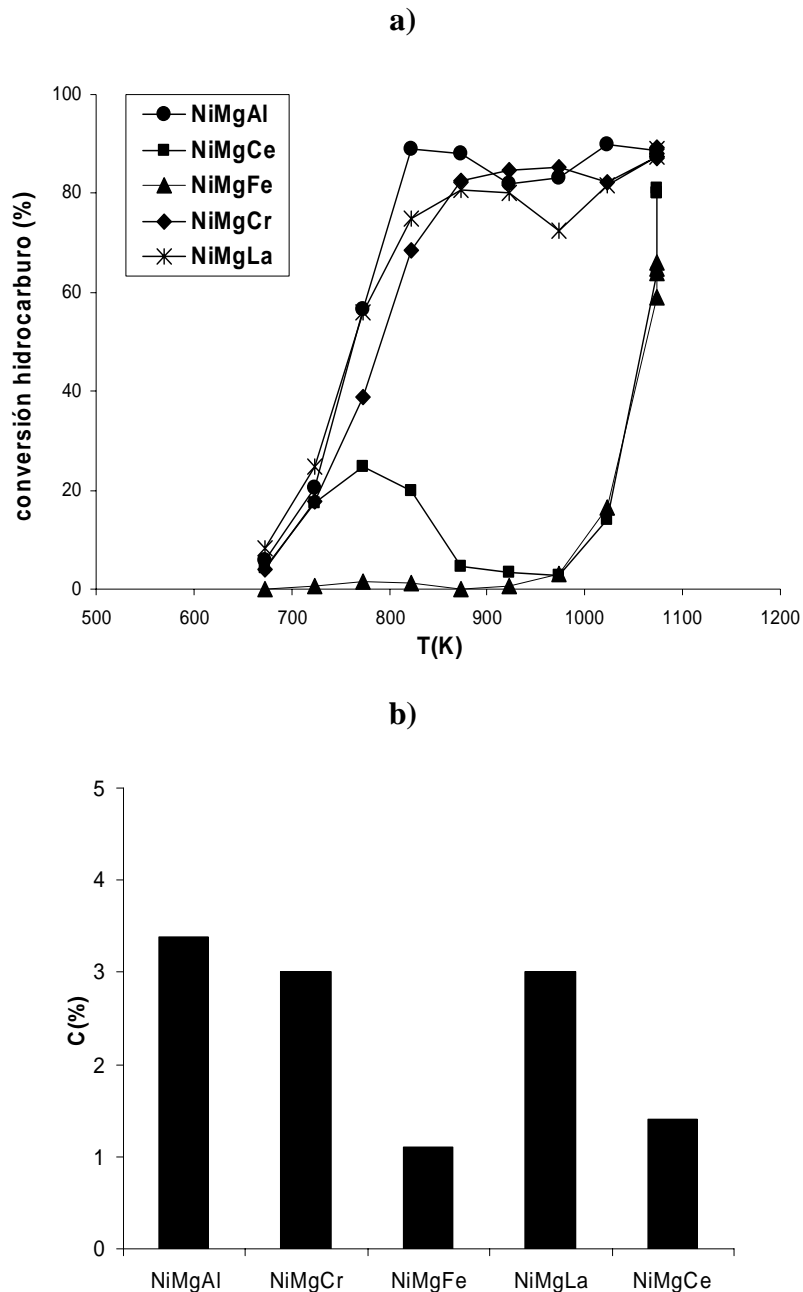 a)
100
80
60
40
20
0
conversión hidrocarburo (%)
NiMgAl
NiMgCe
NiMgFe
NiMgCr
NiMgLa
500 600 700 800 900 1000 1100 1200
T(K)
b)
5
4
3
2
1
0
C(%)
NiMgAl NiMgCr NiMgFe NiMgLa NiMgCe